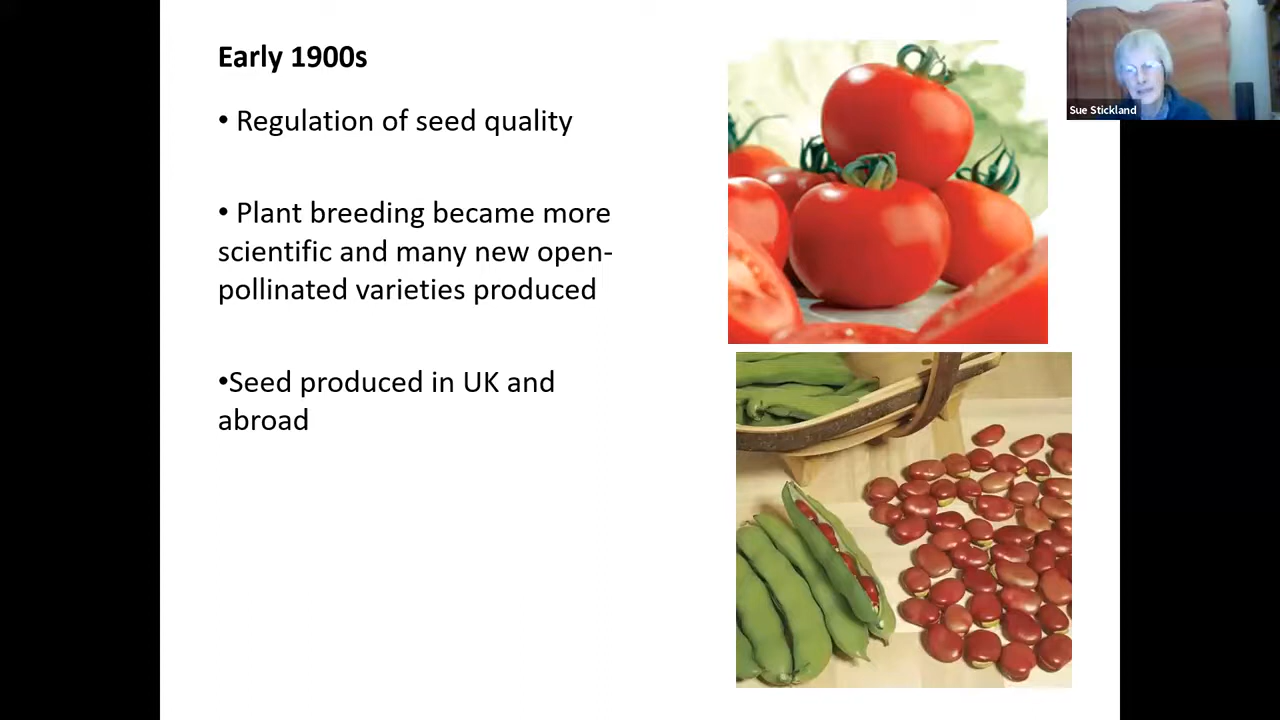 Early 1900s
• Regulation of seed quality
• Plant breeding became more
scientific and many new open-
pollinated varieties produced
•Seed produced in UK and
abroad
Sue Stickland